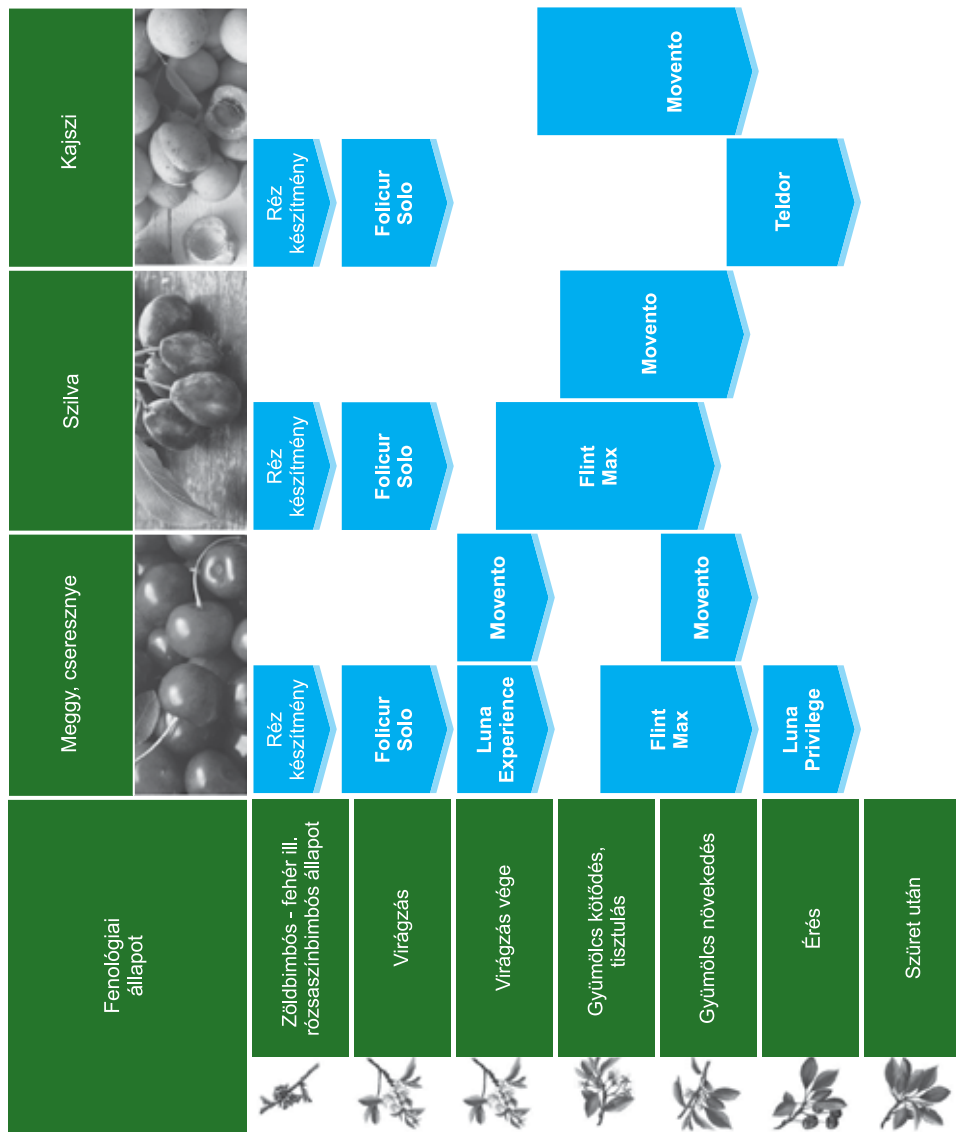 Fenológiai
állapot
Zöldbimbós – fehér ill.
rózsaszínbimbós állapot
Virágzás
Virágzás vége
Gyümölcs kötődés,
tisztulás
Gyümölcs növekedés
Érés
Szüret után
Meggy, cseresznye
Réz
készítmény
Folicur
Solo
Luna
Experience
Flint
Max
Luna
Privilege
Movento
Movento
Szilva
Réz
készítmény
Folicur
Solo
Flint
Max
Movento
Kajszi
Réz
készítmény
Folicur
Solo
Teldor
Movento